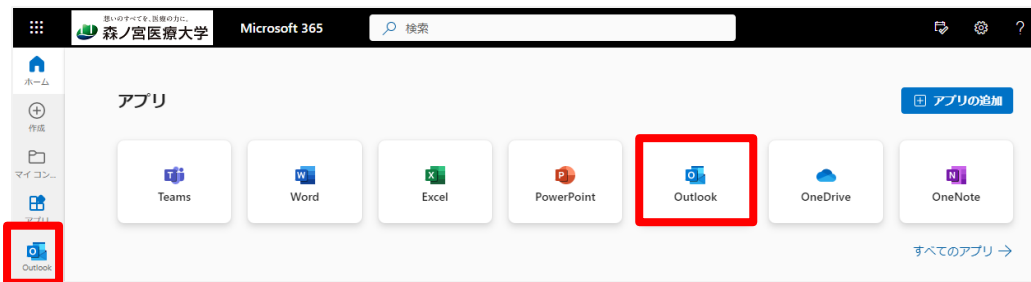 想いのすべてを、医療の力に。
森ノ宮医療大学
Microsoft 365
検索
?
ホーム
作成
マイ コン...
アプリ
Outlook
アプリ
アプリの追加
Teams
Word
Excel
PowerPoint
Outlook
OneDrive
OneNote
すべてのアプリ →